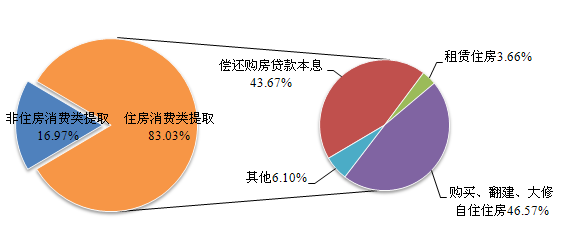 非住房消费类提取
16.97%
住房消费类提取
83.03%
偿还购房贷款本息
43.67%
租赁住房3.66%
其他6.10%
购买、翻建、大修
自住住房46.57%